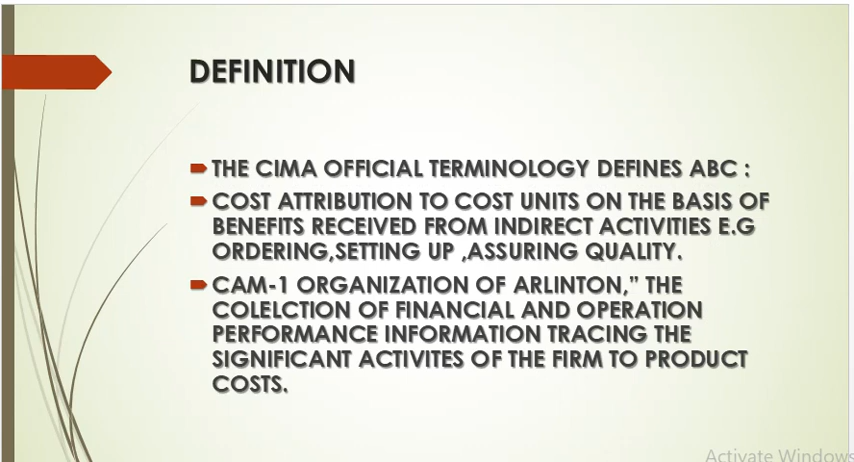 DEFINITION
THE CIMA OFFICIAL TERMINOLOGY DEFINES ABC :
COST ATTRIBUTION TO COST UNITS ON THE BASIS OF
BENEFITS RECEIVED FROM INDIRECT ACTIVITIES E.G
ORDERING,SETTING UP ,ASSURING QUALITY.
CAM-1 ORGANIZATION OF ARLINTON,” THE
COLELCTION OF FINANCIAL AND OPERATION
PERFORMANCE INFORMATION TRACING THE
SIGNIFICANT ACTIVITES OF THE FIRM TO PRODUCT
COSTS.
Activate Windows